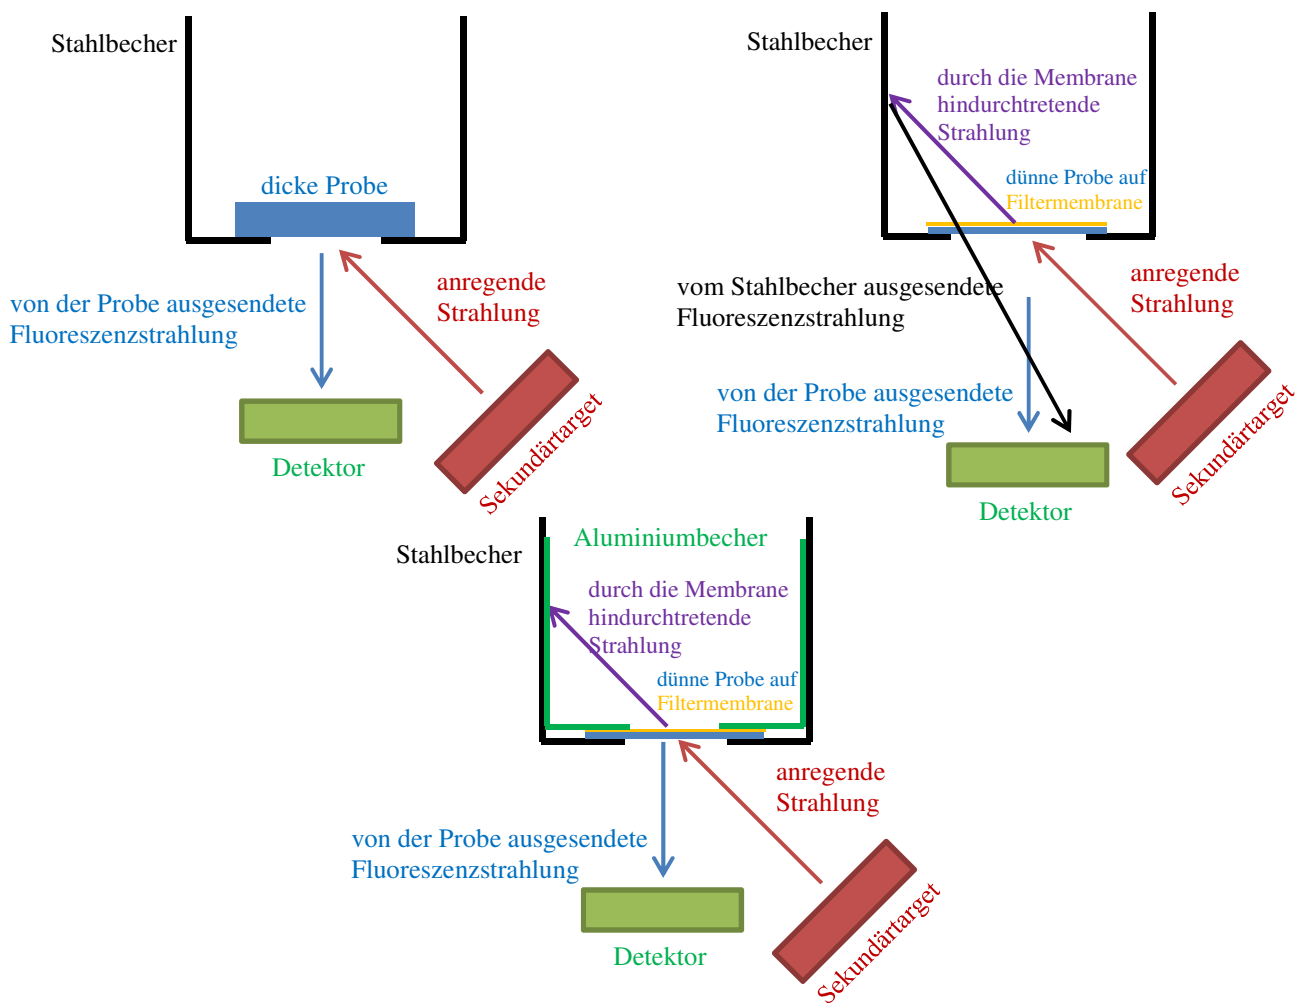 Stahlbecher
dicke Probe
von der Probe ausgesendete
Fluoreszenzstrahlung
anregende
Strahlung
Detektor
Sekundärtarget
Stahlbecher
durch die Membrane
hindurchtretende
Strahlung
dünne Probe auf
Filtermembrane
vom Stahlbecher ausgesendete
Fluoreszenzstrahlung
anregende
Strahlung
von der Probe ausgesendete
Fluoreszenzstrahlung
Detektor
Sekundärtarget
Stahlbecher
Aluminiumbecher
durch die Membrane
hindurchtretende
Strahlung
dünne Probe auf
Filtermembrane
anregende
Strahlung
von der Probe ausgesendete
Fluoreszenzstrahlung
Detektor
Sekundärtarget